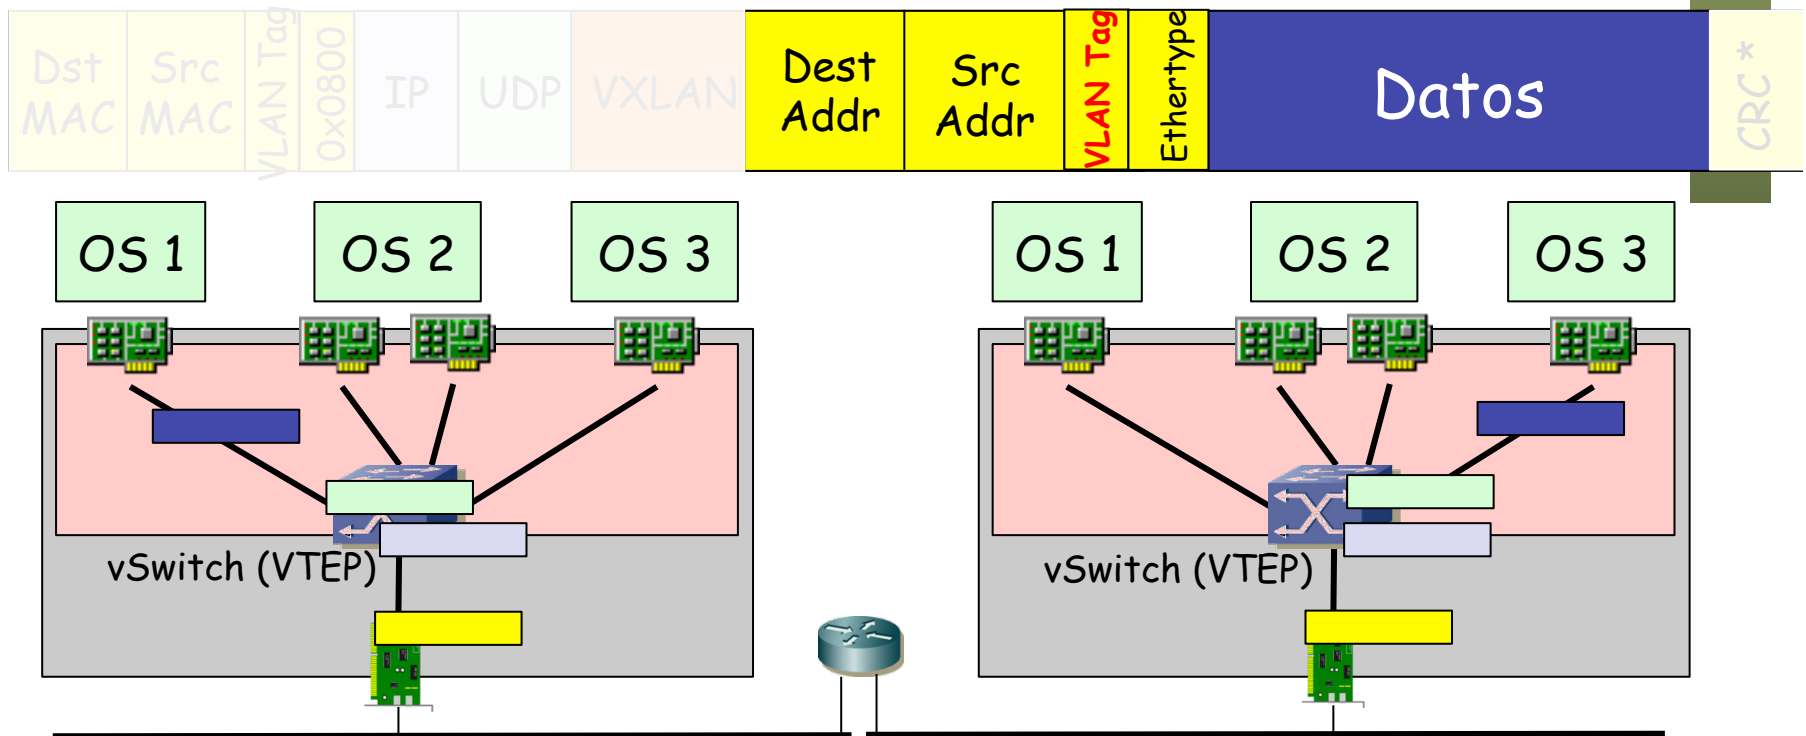 Dst
MAC
Src
MAC
VLAN Tag
0x0800
IP
UDP
VXLAN
Dest
Addr
Src
Addr
VLAN Tag
Ethertype
Datos
CRC *
OS 1
OS 2
OS 3
OS 1
OS 2
OS 3
vSwitch (VTEP)
vSwitch (VTEP)